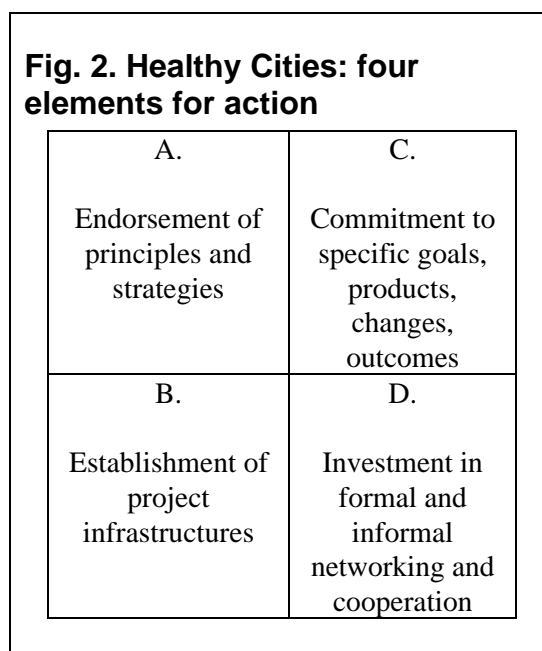 Fig. 2. Healthy Cities: four
elements for action
A.
Endorsement of
principles and
strategies
C.
Commitment to
specific goals,
products,
changes,
outcomes
B.
Establishment of
project
infrastructures
D.
Investment in
formal and
informal
networking and
cooperation